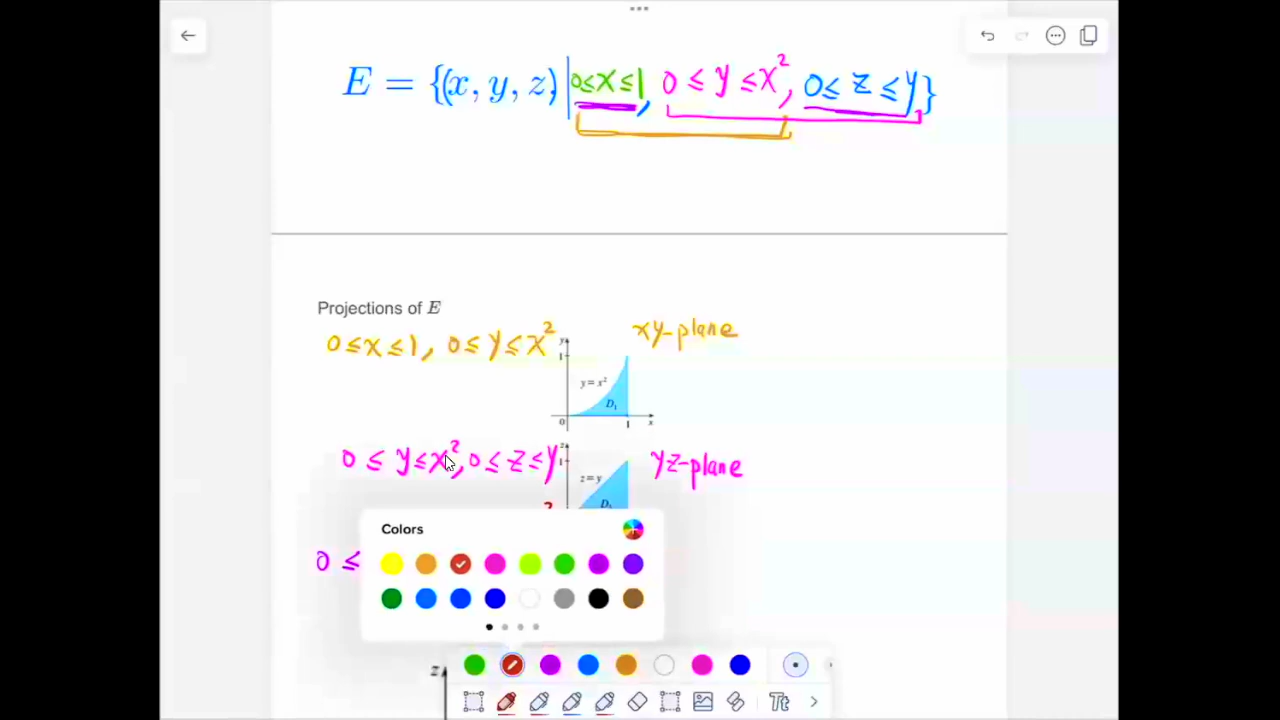 E = {(x, y, z) | 0≤x≤1, 0 ≤ y ≤ x², 0 ≤ z ≤ y}
Projections of E
0 ≤ x ≤ 1, 0 ≤ y ≤ x²
xy-plane
y
1
y = x²
D₁
0
1
x
0 ≤ y ≤ x², 0 ≤ z ≤ y
yz-plane
z
1
z = y
2
0 ≤
Colors
z
Tt